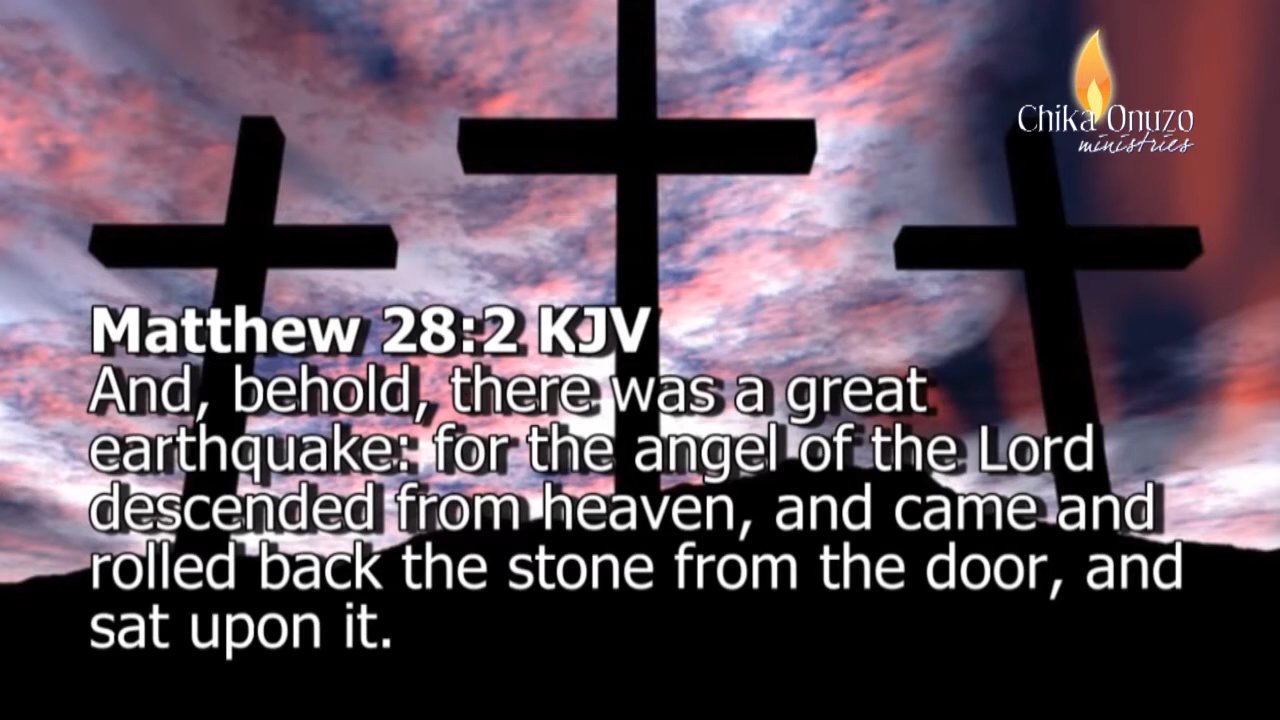 Chika Onuzo
ministries
Matthew 28:2 KJV
And, behold, there was a great
earthquake: for the angel of the Lord
descended from heaven, and came and
rolled back the stone from the door, and
sat upon it.